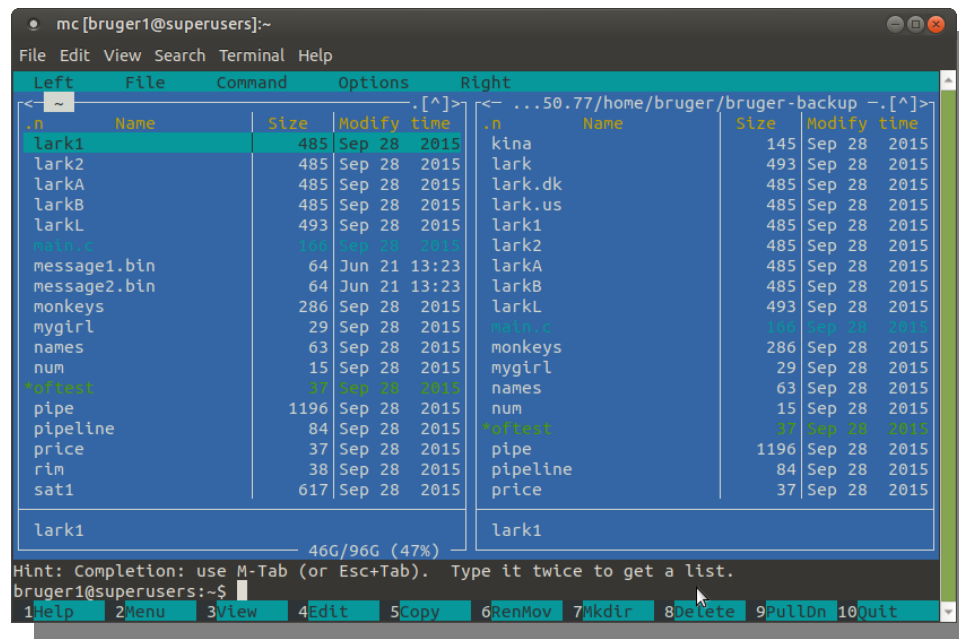 mc [bruger1@superusers]:~
File Edit View Search Terminal Help
Left File Command Options Right
<─ ~ ─.[^]>┐┌<─ ...50.77/home/bruger/bruger-backup ─.[^]>
.n Name Size Modify time .n Name Size Modify time
lark1 485 Sep 28 2015 kina 145 Sep 28 2015
lark2 485 Sep 28 2015 lark 493 Sep 28 2015
larkA 485 Sep 28 2015 lark.dk 485 Sep 28 2015
larkB 485 Sep 28 2015 lark.us 485 Sep 28 2015
larkL 493 Sep 28 2015 lark1 485 Sep 28 2015
main.c 166 Sep 28 2015 lark2 485 Sep 28 2015
message1.bin 64 Jun 21 13:23 larkA 485 Sep 28 2015
message2.bin 64 Jun 21 13:23 larkB 485 Sep 28 2015
monkeys 286 Sep 28 2015 larkL 493 Sep 28 2015
mygirl 29 Sep 28 2015 main.c 166 Sep 28 2015
names 63 Sep 28 2015 monkeys 286 Sep 28 2015
num 15 Sep 28 2015 mygirl 29 Sep 28 2015
*oftest 37 Sep 28 2015 names 63 Sep 28 2015
pipe 1196 Sep 28 2015 num 15 Sep 28 2015
pipeline 84 Sep 28 2015 *oftest 37 Sep 28 2015
price 37 Sep 28 2015 pipe 1196 Sep 28 2015
rim 38 Sep 28 2015 pipeline 84 Sep 28 2015
sat1 617 Sep 28 2015 price 37 Sep 28 2015
lark1 lark1
46G/96G (47%)
Hint: Completion: use M-Tab (or Esc+Tab). Type it twice to get a list.
bruger1@superusers:~$
1Help 2Menu 3View 4Edit 5Copy 6RenMov 7Mkdir 8Delete 9PullDn 10Quit